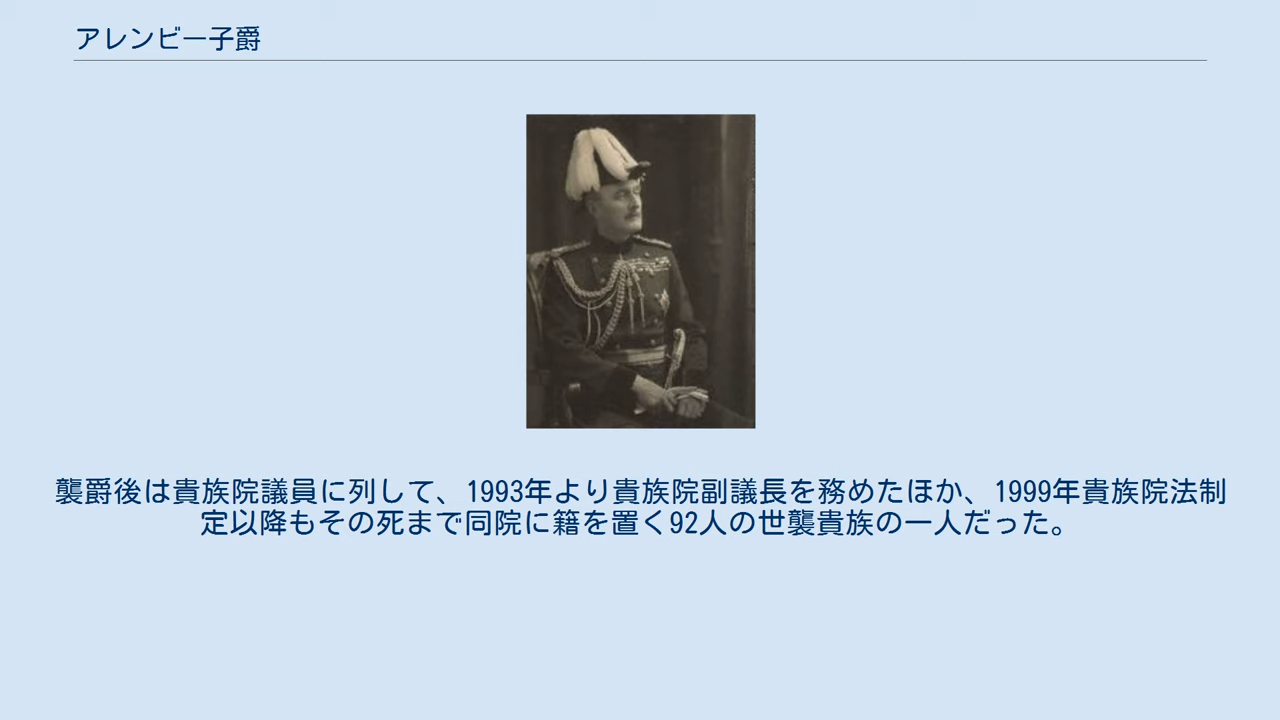 アレンビー子爵
襲爵後は貴族院議員に列して、1993年より貴族院副議長を務めたほか、1999年貴族院法制
定以降もその死まで同院に籍を置く92人の世襲貴族の一人だった。